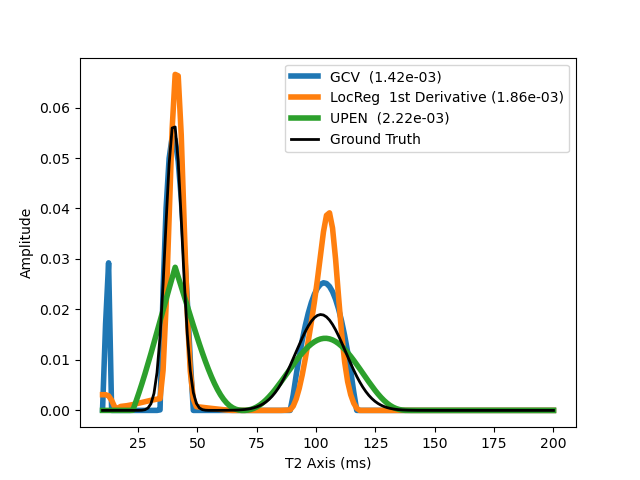 GCV (1.42e-03)
LocReg 1st Derivative (1.86e-03)
UPEN (2.22e-03)
Ground Truth
0.06
0.05
0.04
0.03
0.02
0.01
0.00
Amplitude
25 50 75 100 125 150 175 200
T2 Axis (ms)